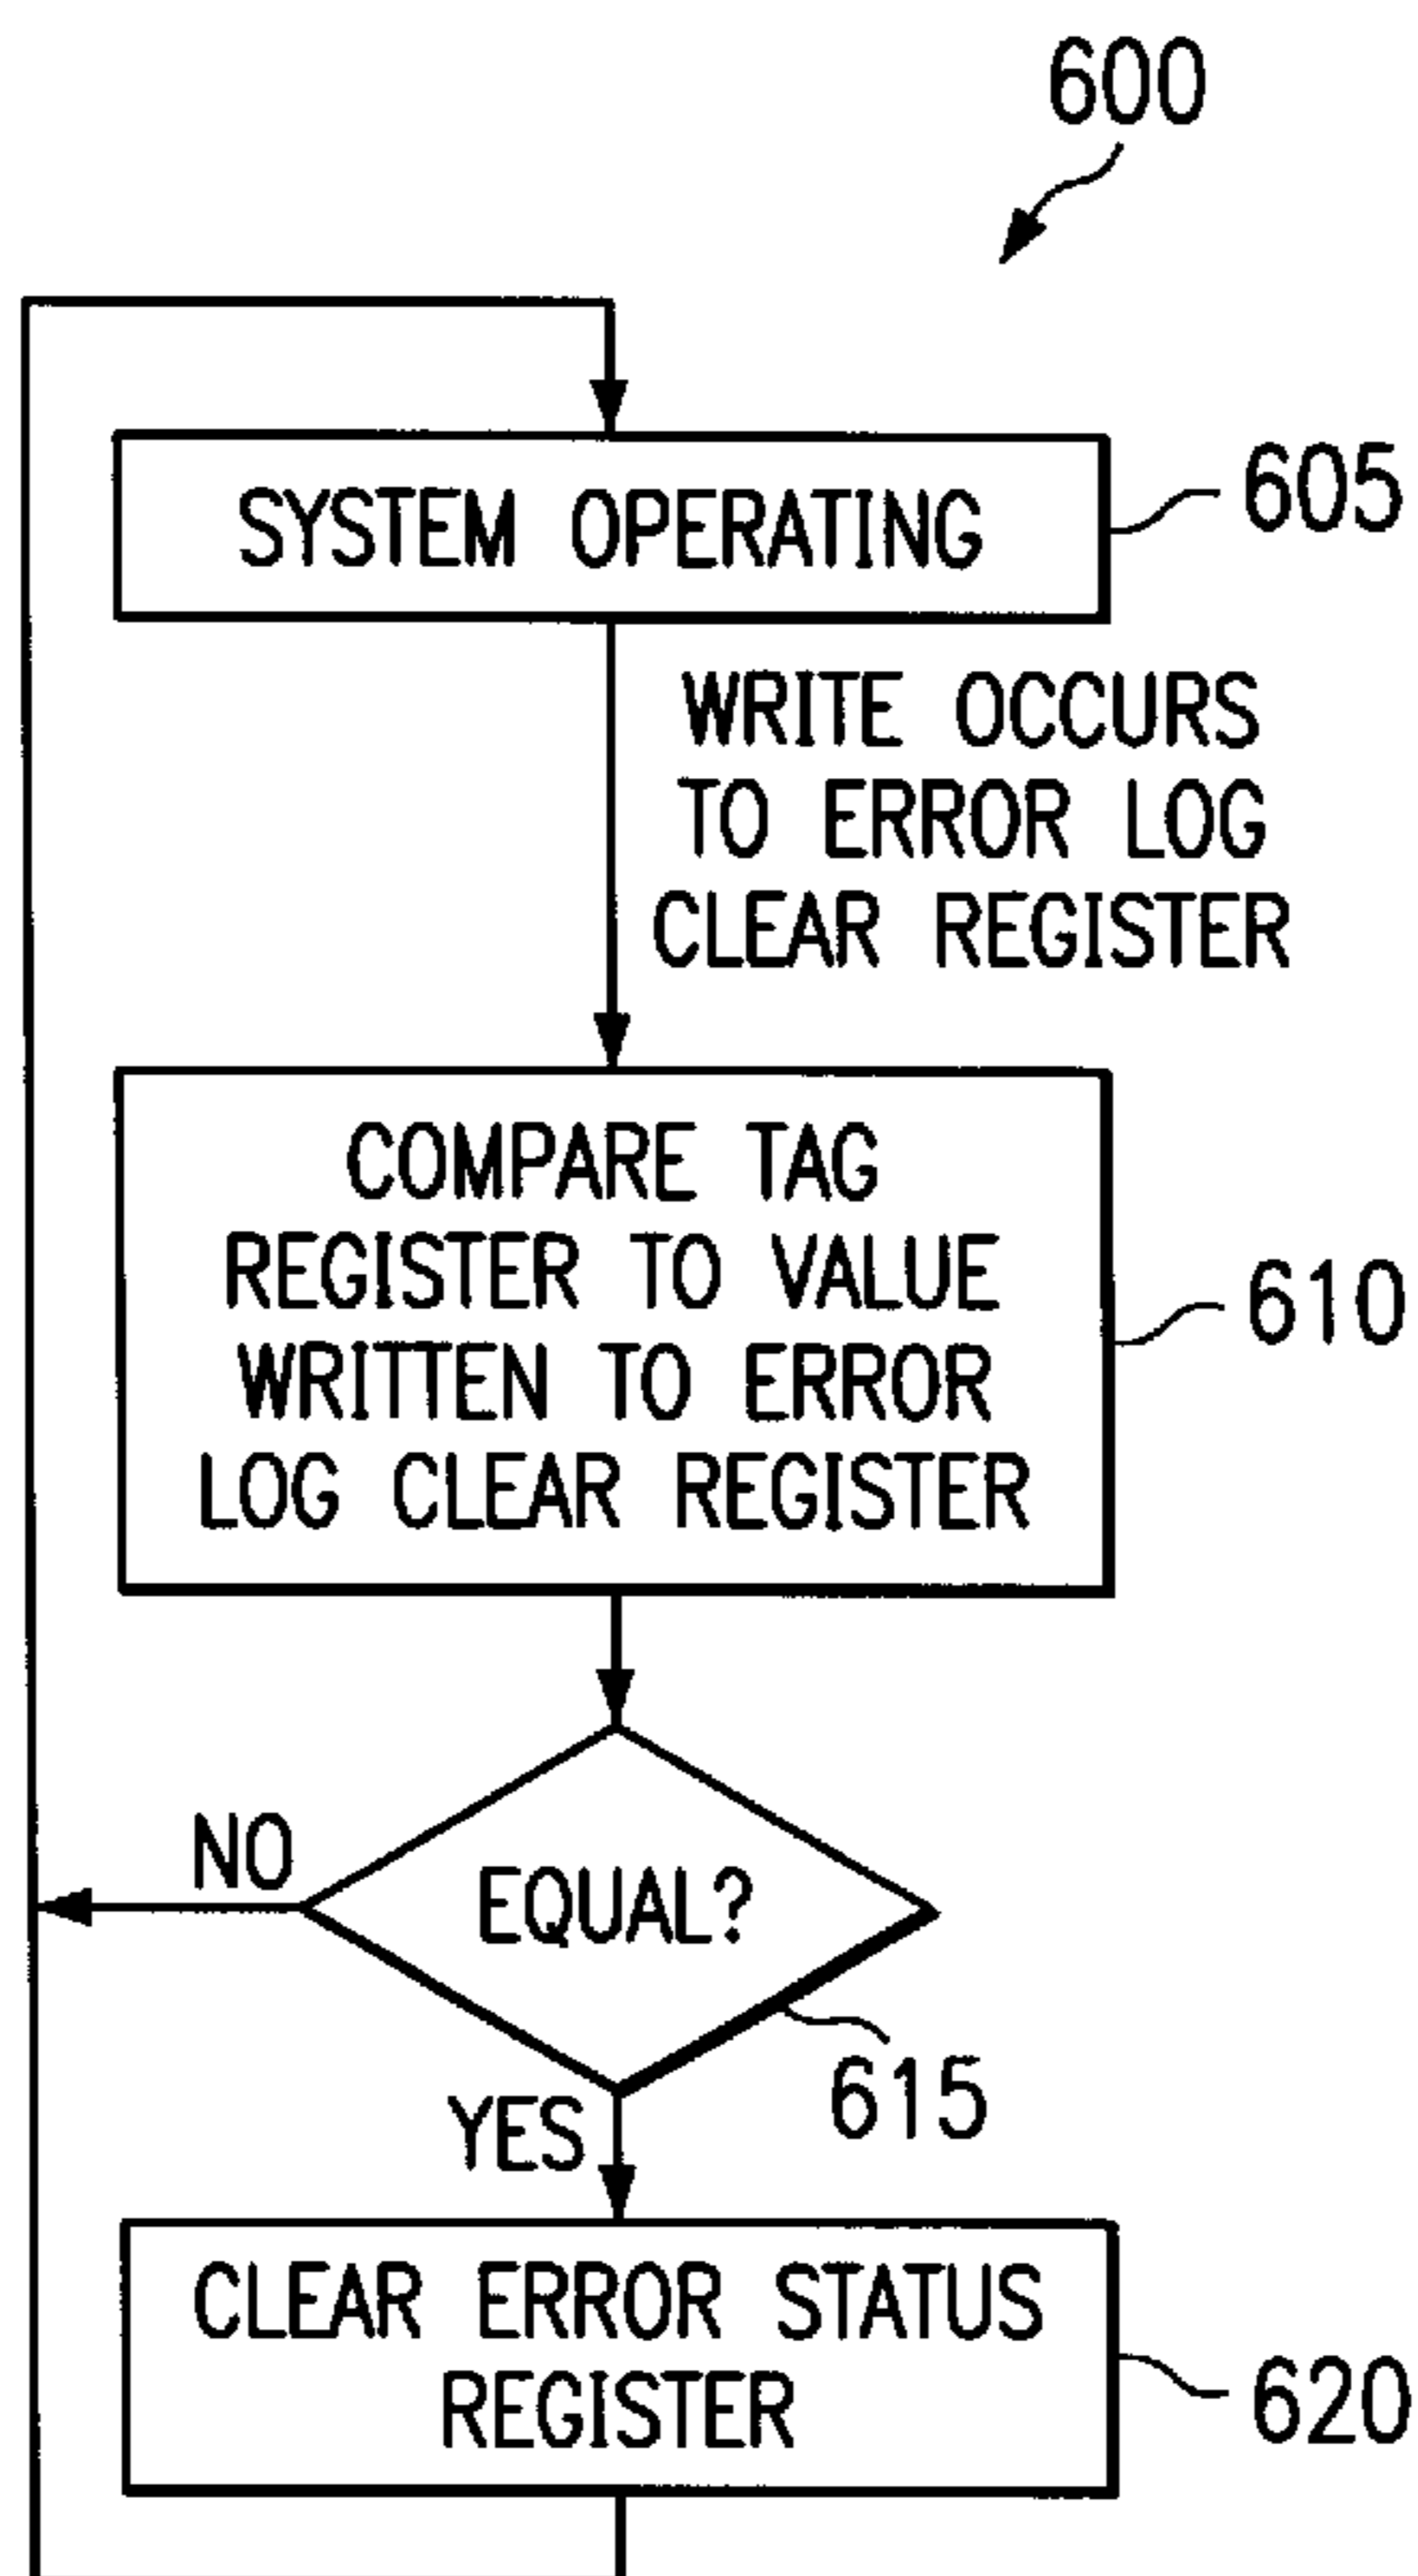 600
SYSTEM OPERATING
605
WRITE OCCURS
TO ERROR LOG
CLEAR REGISTER
COMPARE TAG
REGISTER TO VALUE
WRITTEN TO ERROR
LOG CLEAR REGISTER
610
NO
EQUAL?
615
YES
CLEAR ERROR STATUS
REGISTER
620